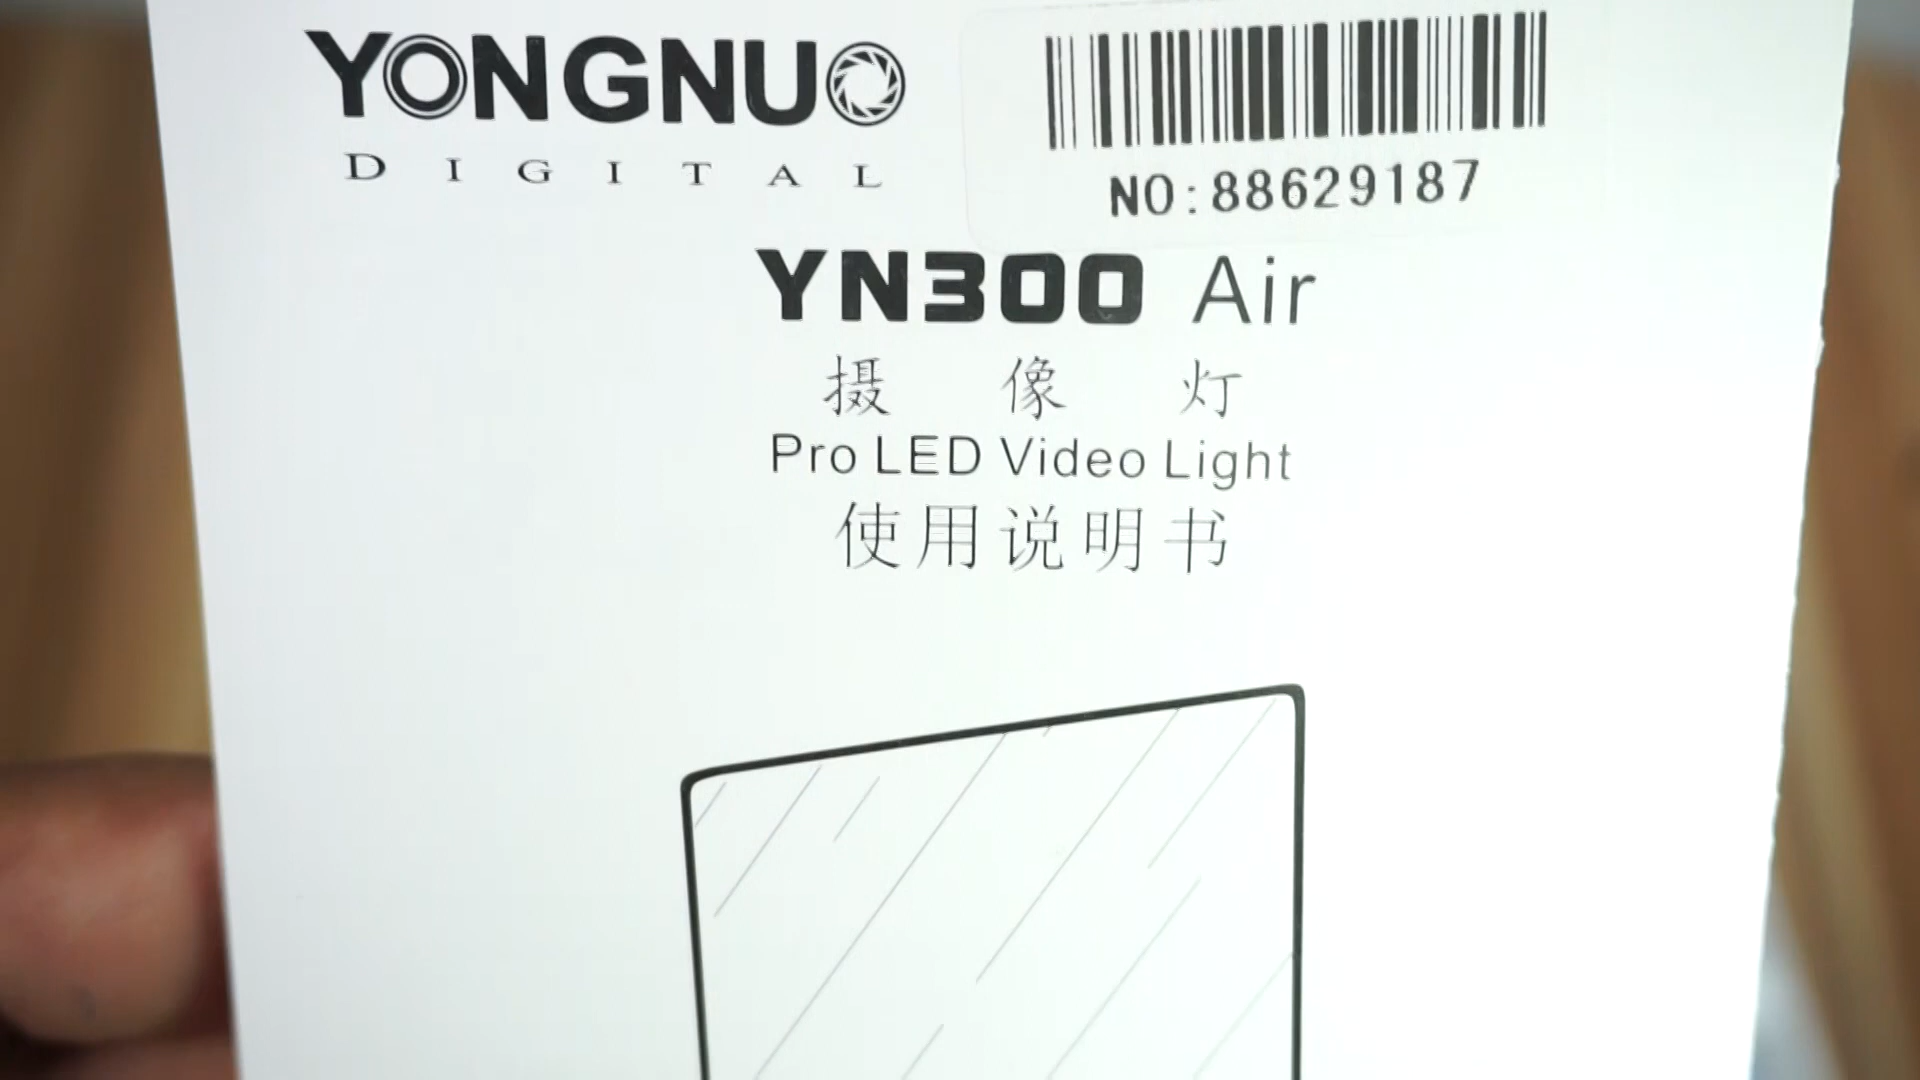 YONGNUO
DIGITAL
NO:88629187
YN300 Air
摄像灯
Pro LED Video Light
使用说明书